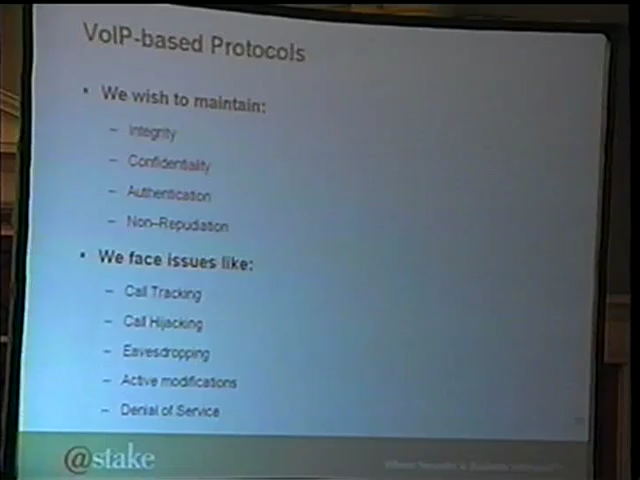 VoIP-based Protocols
• We wish to maintain:
– Integrity
– Confidentiality
– Authentication
– Non–Repudiation
• We face issues like:
– Call Tracking
– Call Hijacking
– Eavesdropping
– Active modifications
– Denial of Service
@stake